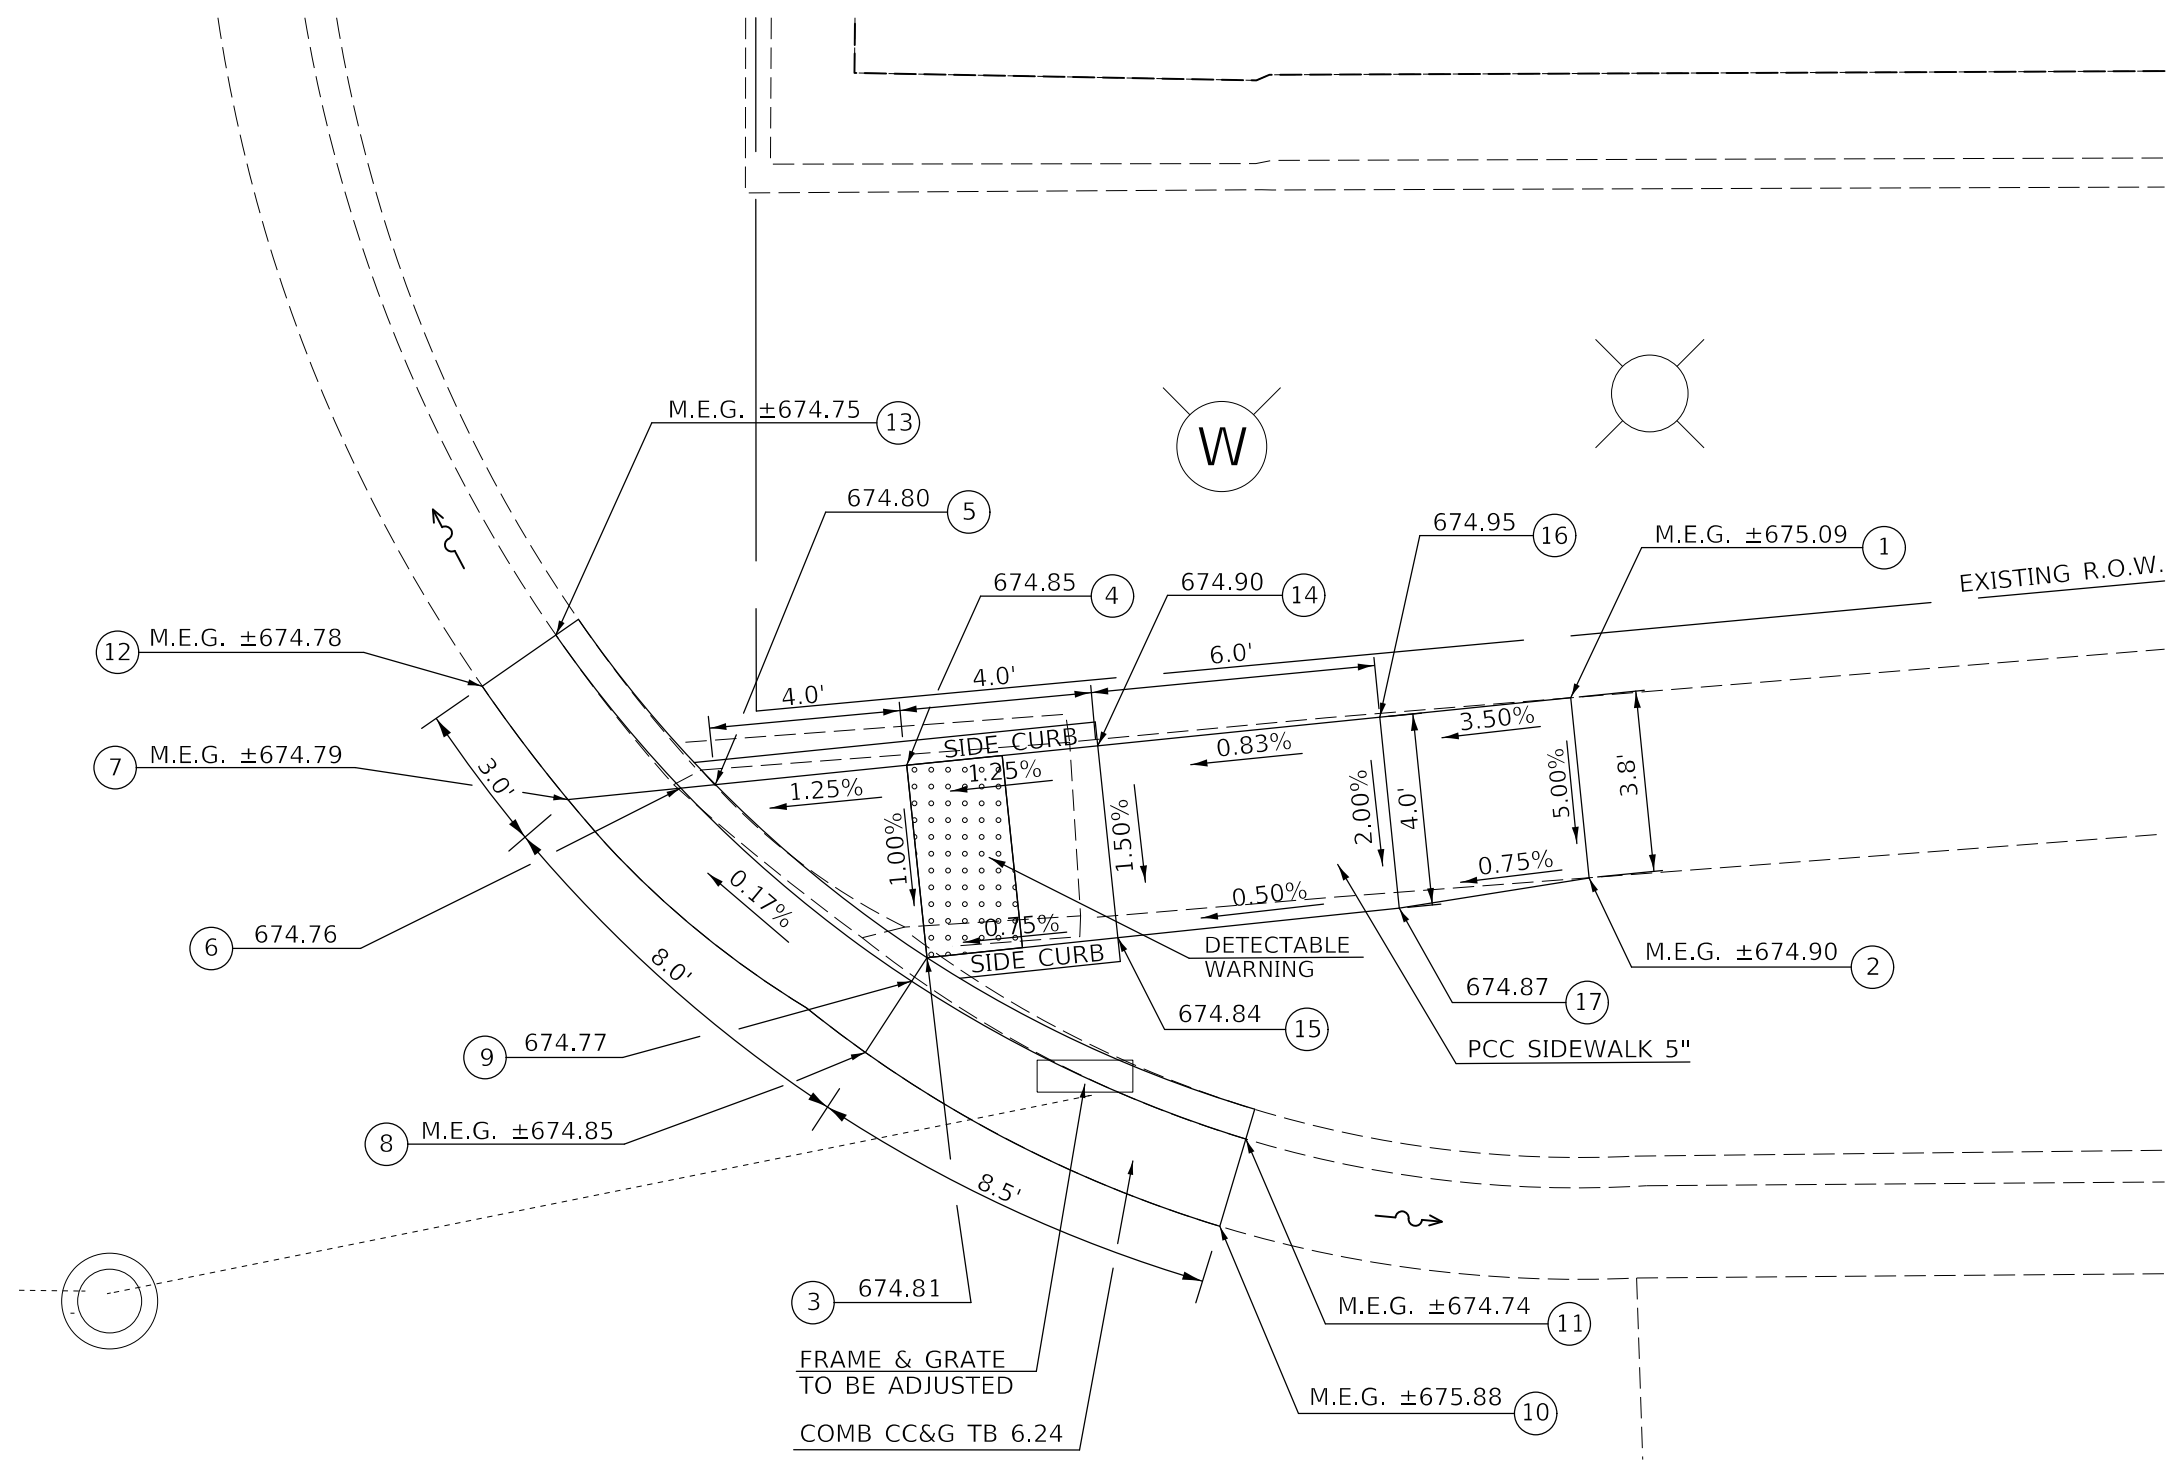 M.E.G. ±674.75
13
W
674.80
5
674.95
16
M.E.G. ±675.09
1
EXISTING R.O.W.
674.85
4
674.90
14
12
M.E.G. ±674.78
6.0'
4.0'
4.0'
3.50%
SIDE CURB
0.83%
7
M.E.G. ±674.79
3.0'
1.25%
1.25%
2.00%
4.0'
5.00%
3.8'
1.00%
1.50%
0.75%
0.17%
0.50%
0.75%
6
674.76
8.0'
SIDE CURB
DETECTABLE
WARNING
M.E.G. ±674.90
2
674.87
17
674.84
15
9
674.77
PCC SIDEWALK 5"
8
M.E.G. ±674.85
8.5'
3
674.81
M.E.G. ±674.74
11
FRAME & GRATE
TO BE ADJUSTED
M.E.G. ±675.88
10
COMB CC&G TB 6.24